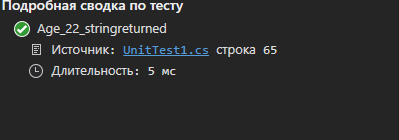 Подробная сводка по тесту
Age_22_stringreturned
Источник: UnitTest1.cs строка 65
Длительность: 5 мс